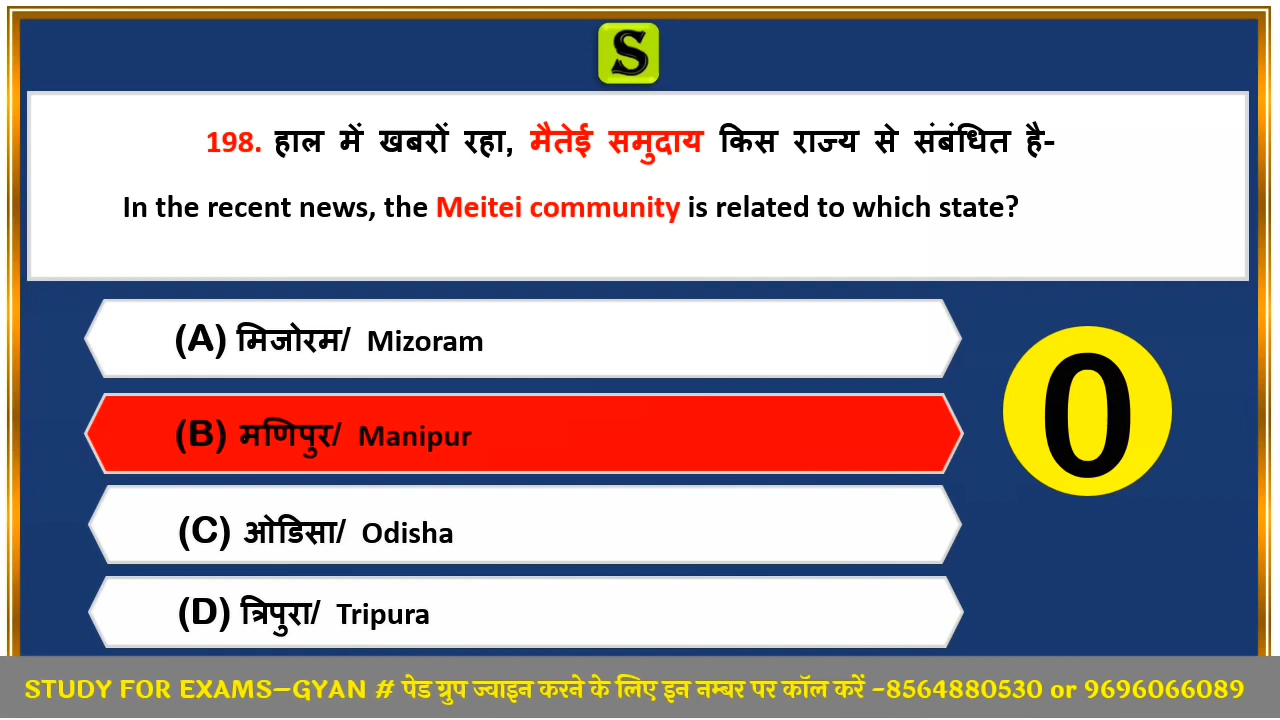 S
198. हाल में खबरों रहा, मैतेई समुदाय किस राज्य से संबंधित है-
In the recent news, the Meitei community is related to which state?
(A) मिजोरम/ Mizoram
(B) मणिपुर/ Manipur
0
(C) ओडिसा/ Odisha
(D) त्रिपुरा/ Tripura
STUDY FOR EXAMS–GYAN # पेड ग्रुप ज्वाइन करने के लिए इन नम्बर पर कॉल करें -8564880530 or 9696066089